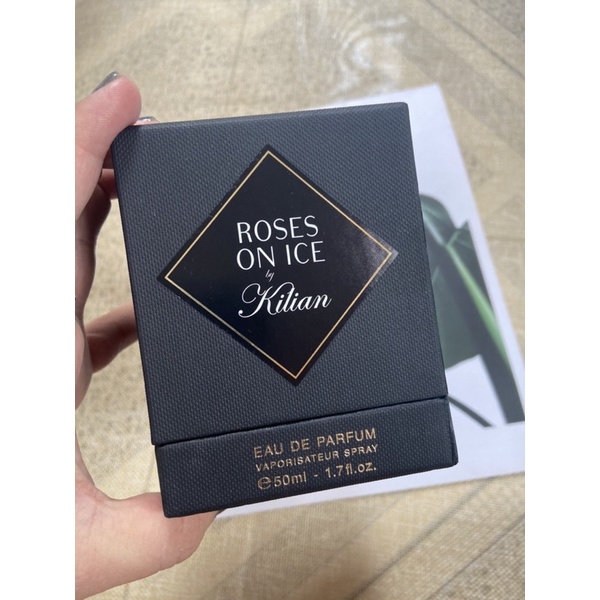 ROSES
ON ICE
by
Kilian
EAU DE PARFUM
VAPORISATEUR SPRAY
℮50ml - 1.7fl.oz.